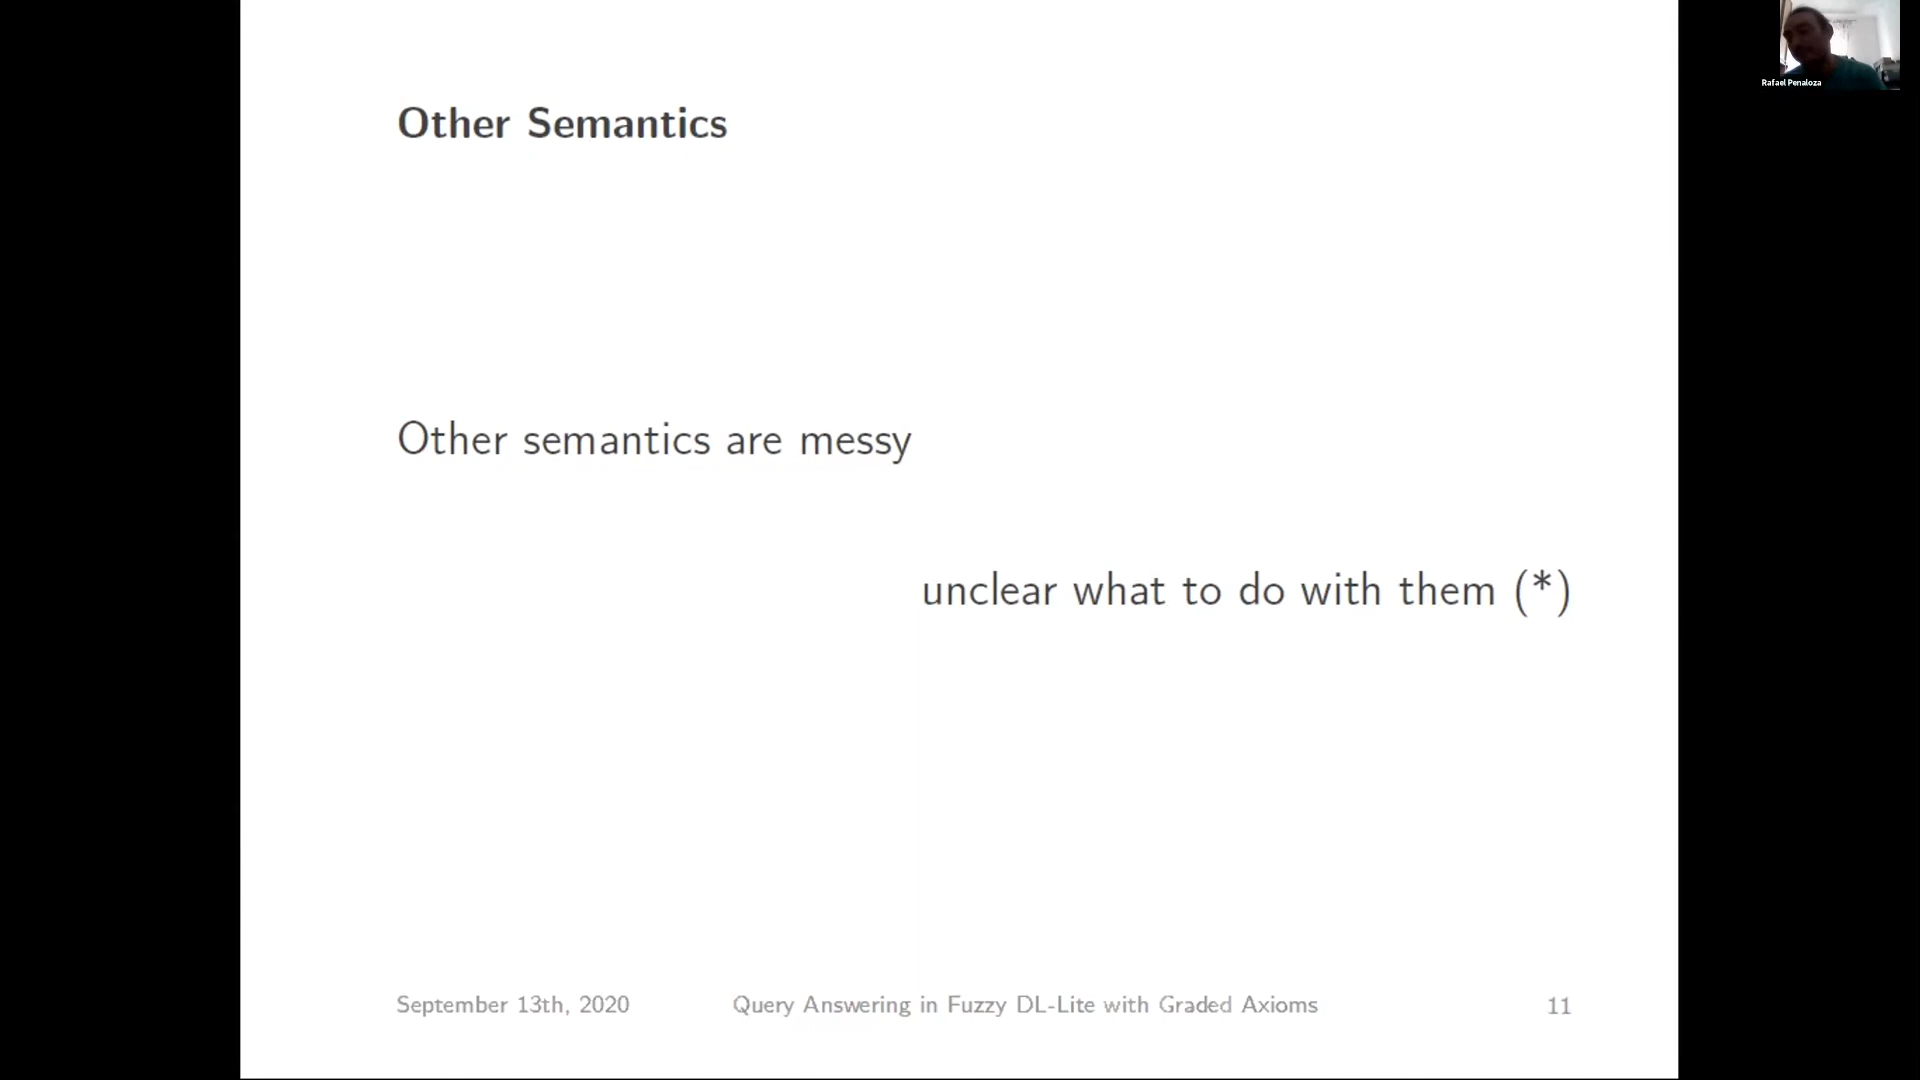 Rafael Penaloza
Other Semantics
Other semantics are messy
unclear what to do with them (*)
September 13th, 2020 Query Answering in Fuzzy DL-Lite with Graded Axioms 11